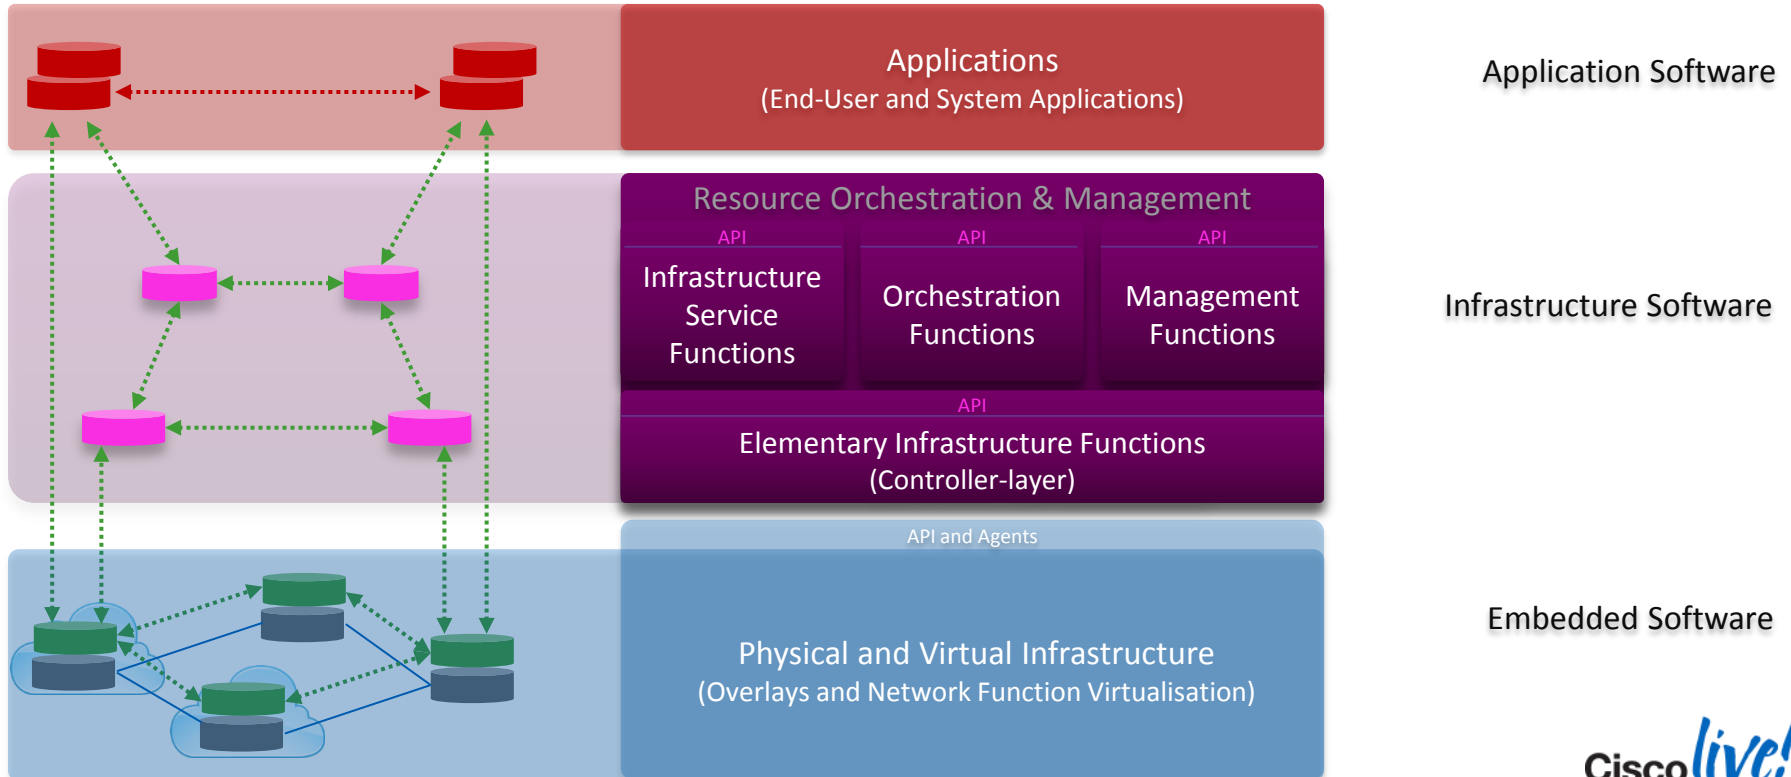 Applications
(End-User and System Applications)
Application Software
Resource Orchestration & Management
API
API
API
Infrastructure
Service
Functions
Orchestration
Functions
Management
Functions
Infrastructure Software
API
Elementary Infrastructure Functions
(Controller-layer)
API and Agents
Physical and Virtual Infrastructure
(Overlays and Network Function Virtualisation)
Embedded Software
Cisco live!